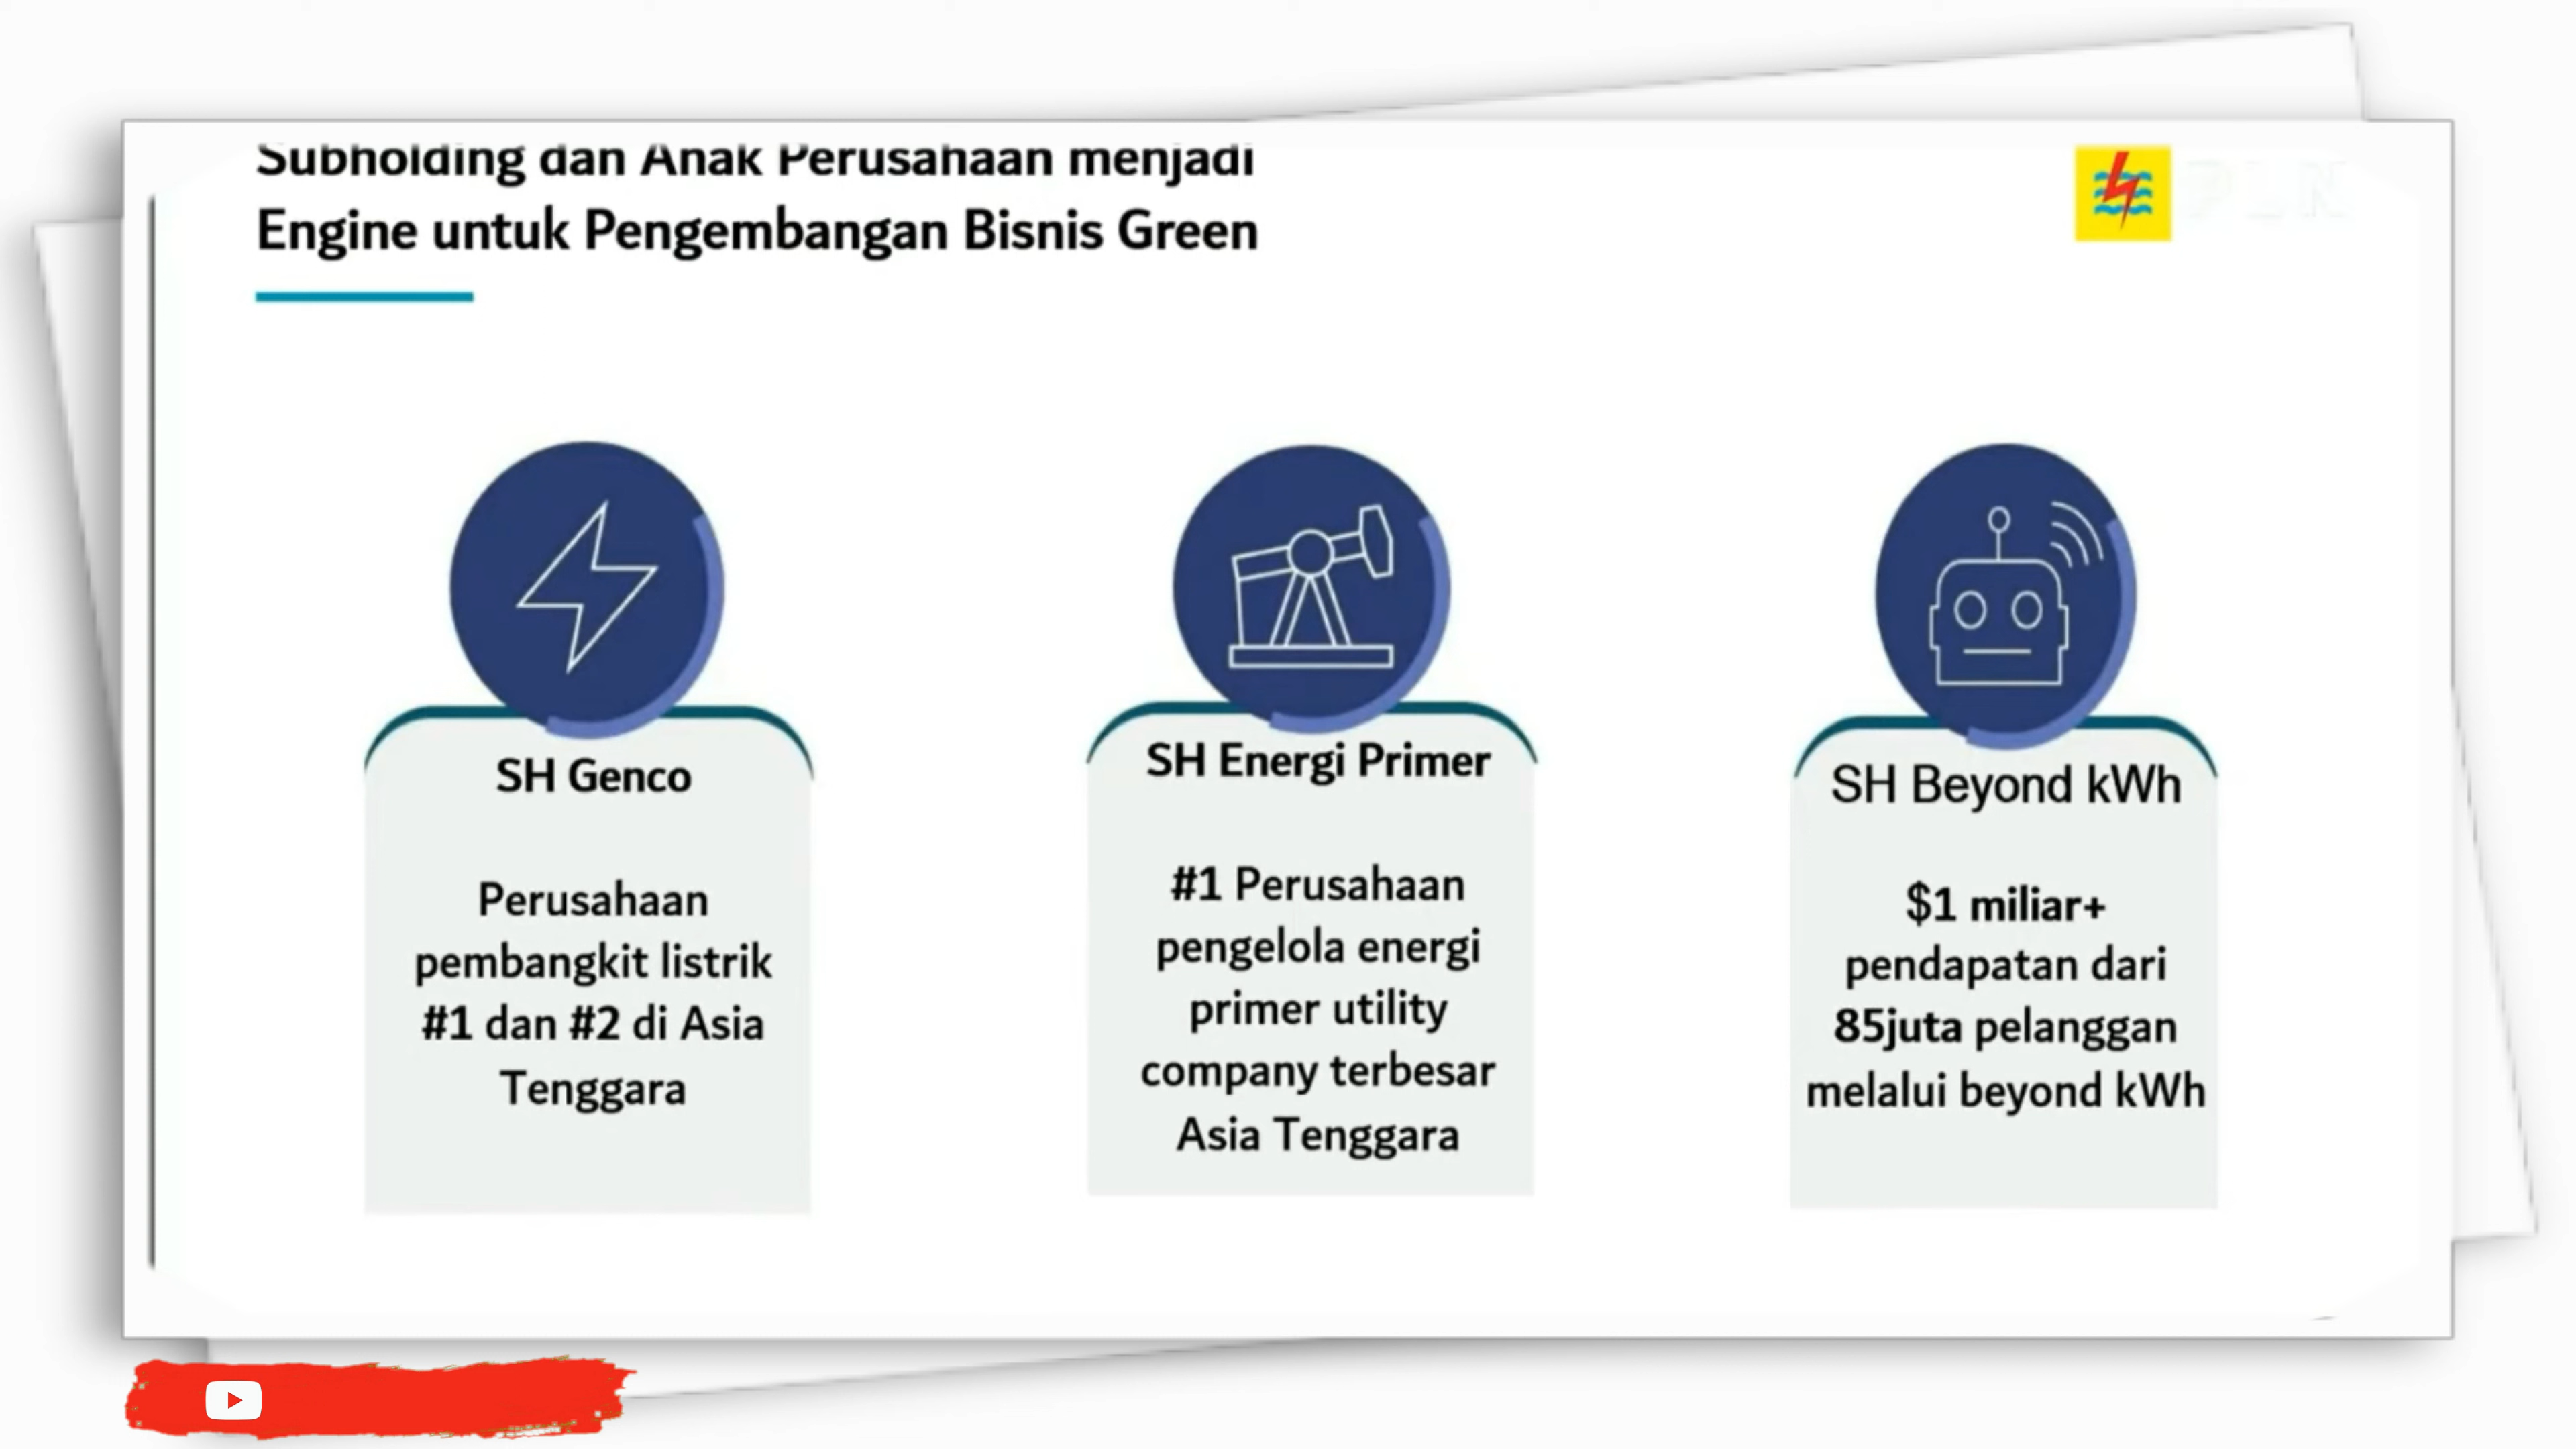 Subholding dan Anak Perusahaan menjadi
Engine untuk Pengembangan Bisnis Green
PLN
SH Genco
Perusahaan
pembangkit listrik
#1 dan #2 di Asia
Tenggara
SH Energi Primer
#1 Perusahaan
pengelola energi
primer utility
company terbesar
Asia Tenggara
SH Beyond kWh
$1 miliar+
pendapatan dari
85juta pelanggan
melalui beyond kWh